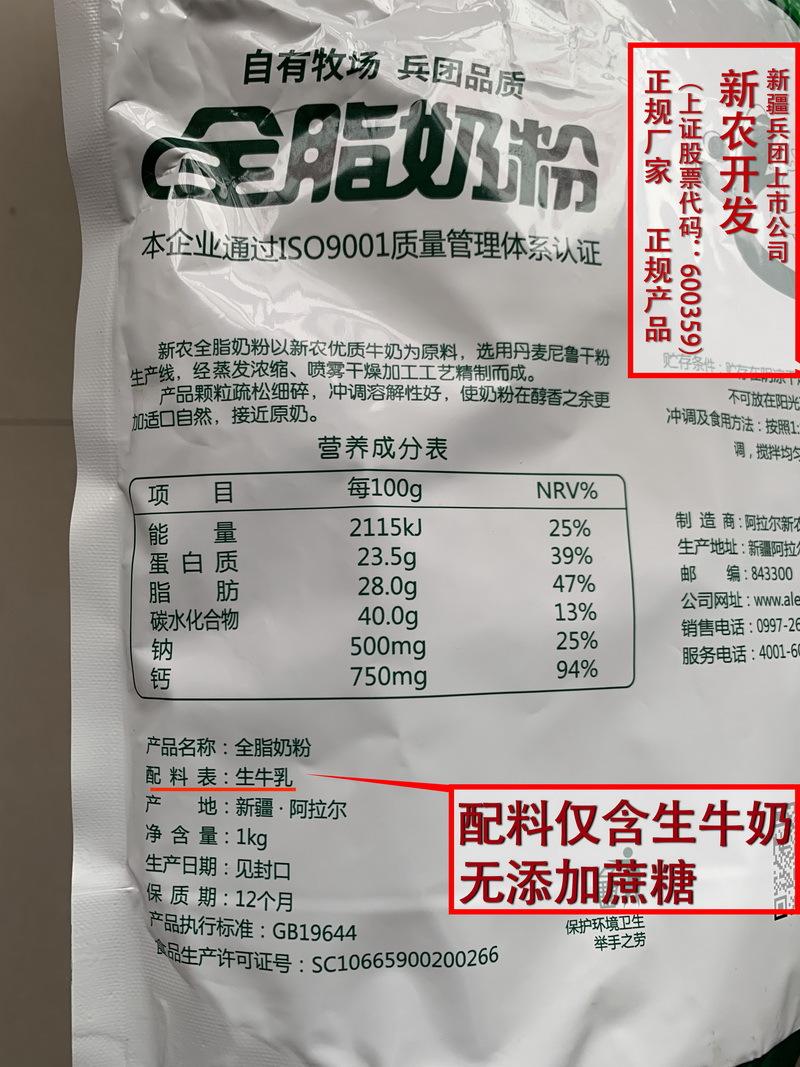 自有牧场 兵团品质
全脂奶粉
本企业通过ISO9001质量管理体系认证
新农全脂奶粉以新农优质牛奶为原料，选用丹麦尼鲁干粉
生产线，经蒸发浓缩、喷雾干燥加工工艺精制而成。
产品颗粒疏松细碎，冲调溶解性好，使奶粉在醇香之余更
加适口自然，接近原奶。
营养成分表
项 目 每100g NRV%
能 量 2115kJ 25%
蛋白质 23.5g 39%
脂 肪 28.0g 47%
碳水化合物 40.0g 13%
钠 500mg 25%
钙 750mg 94%
产品名称：全脂奶粉
配料表：生牛乳
产 地：新疆·阿拉尔
净含量：1kg
生产日期：见封口
保质期：12个月
产品执行标准：GB19644
食品生产许可证号：SC10665900200266
新疆兵团上市公司
新农开发
(上证股票代码：600359)
正规厂家 正规产品
贮存条件：贮存在阴凉干
不可放在阳光
冲调及食用方法：按照1:
调，搅拌均匀
制造商：阿拉尔新农
生产地址：新疆阿拉尔
邮 编：843300
公司网址：www.ale
销售电话：0997-26
服务电话：4001-60
配料仅含生牛奶
无添加蔗糖
保护环境卫生
举手之劳